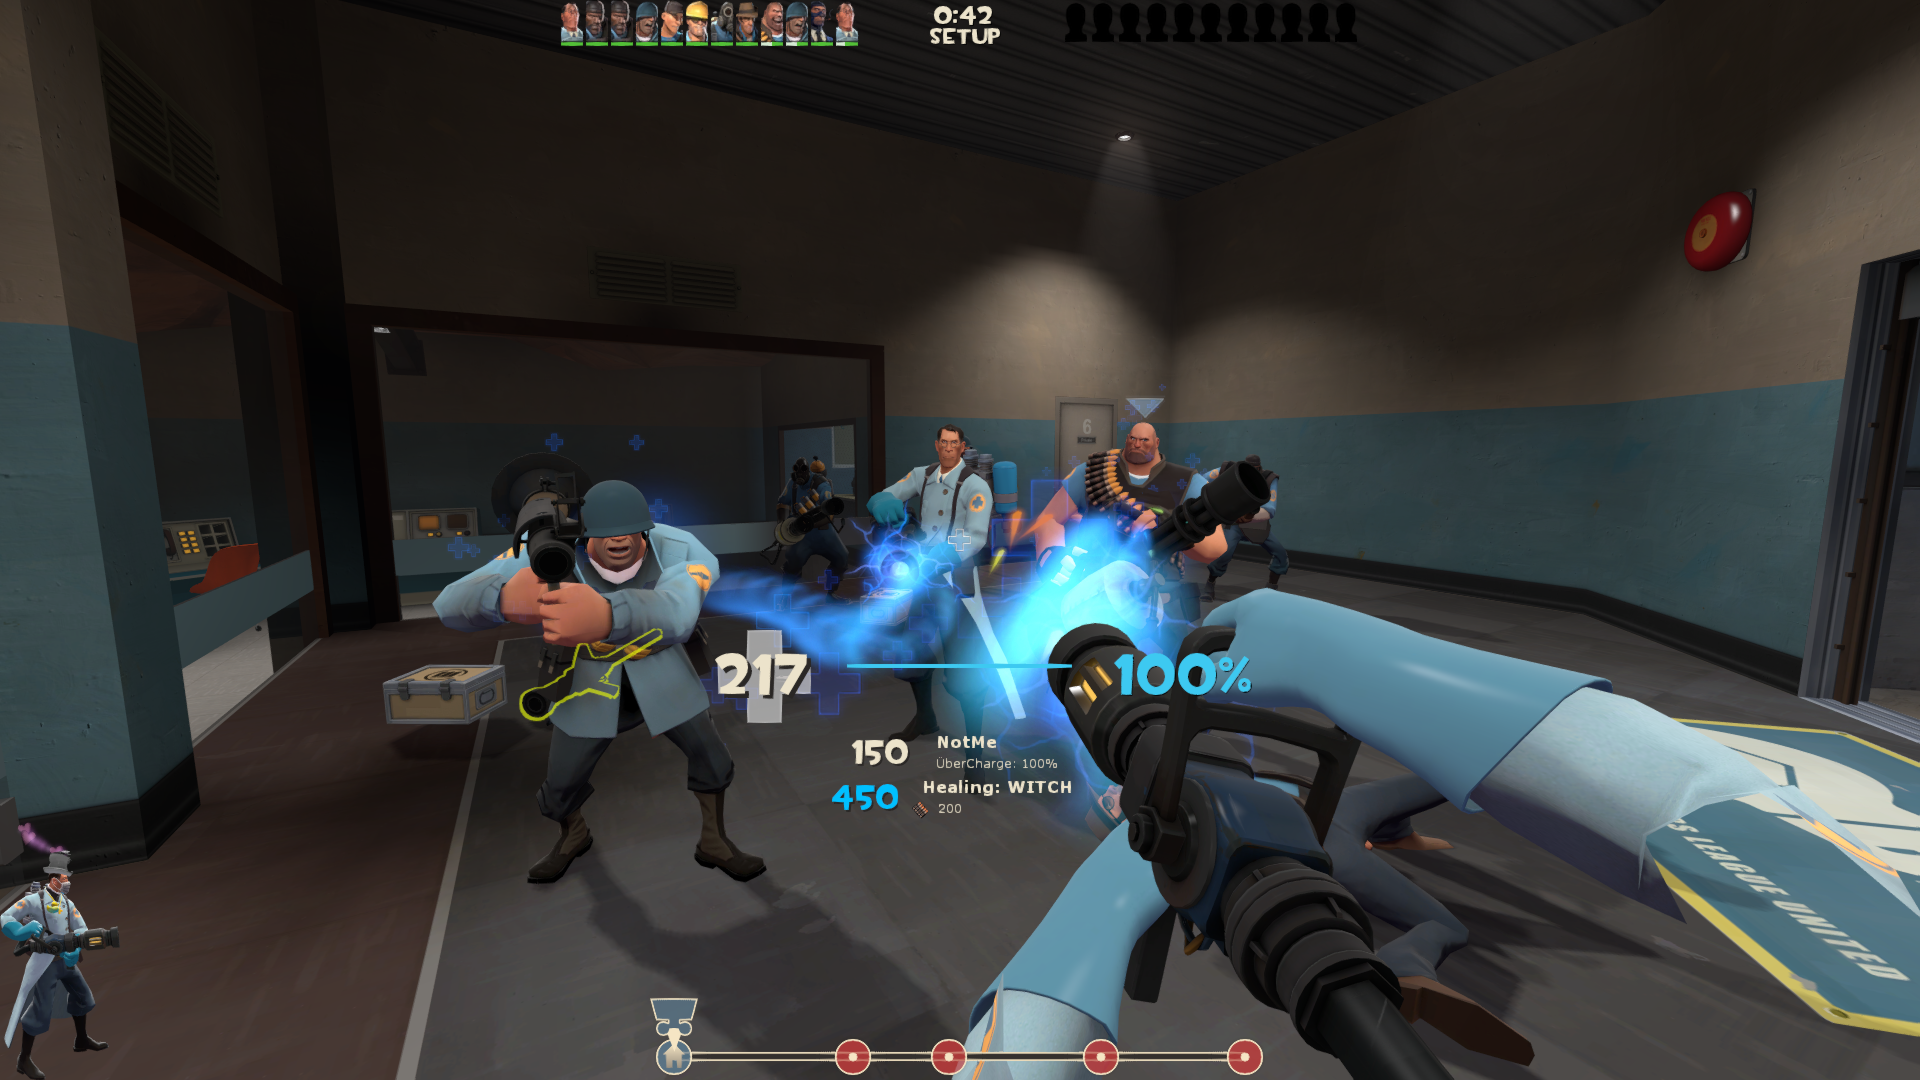 0:42
SETUP
6
217
100%
150 NotMe
ÜberCharge: 100%
450 Healing: WITCH
200
S LEAGUE UNITED